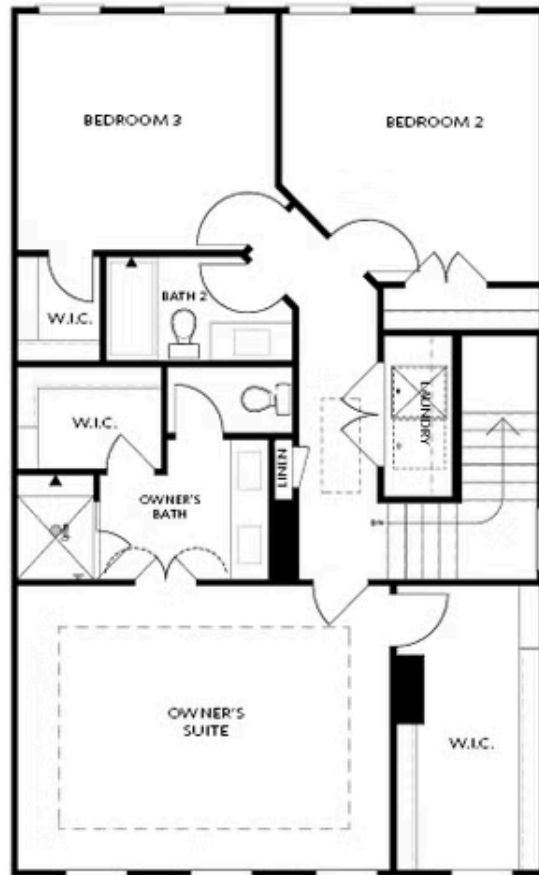 BEDROOM 3
BEDROOM 2
BATH 2
W.I.C.
W.I.C.
LAUNDRY
LINEN
OWNER'S
BATH
DN
OWNER'S
SUITE
W.I.C.